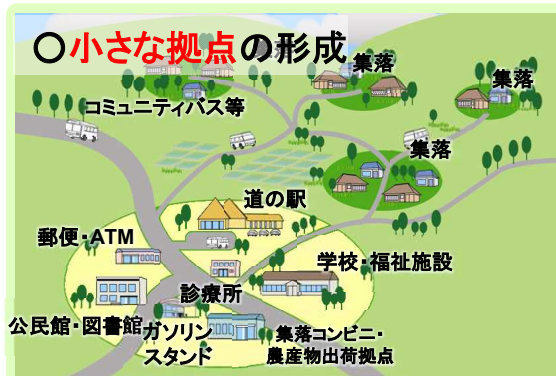 〇小さな拠点の形成
集落
集落
集落
コミュニティバス等
集落
道の駅
郵便・ATM
学校・福祉施設
診療所
公民館・図書館
ガソリン
スタンド
集落コンビニ・
農産物出荷拠点